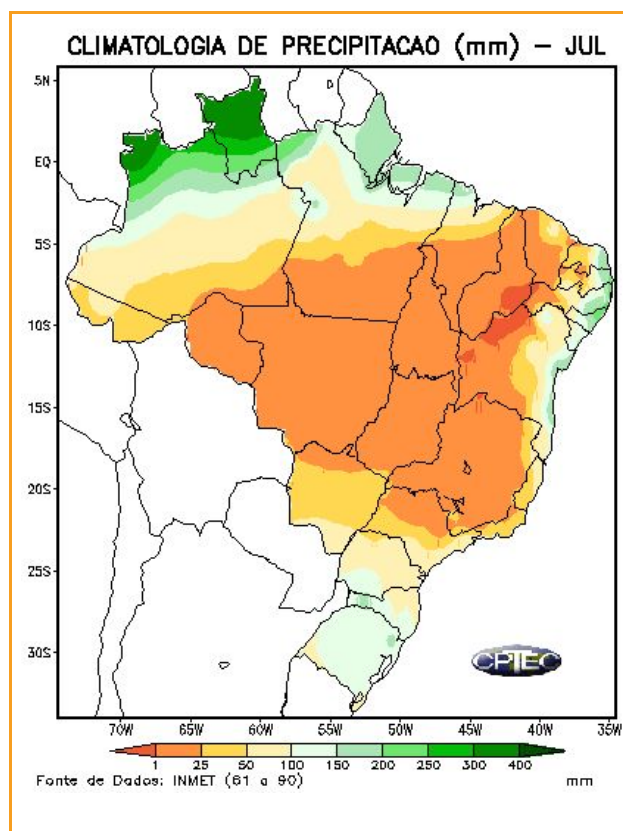 CLIMATOLOGIA DE PRECIPITACAO (mm) – JUL
5N
EQ
5S
10S
15S
20S
25S
30S
70W 65W 60W 55W 50W 45W 40W 35W
CPTEC
1 25 50 100 150 200 250 300 400
Fonte de Dados: INMET (61 a 90) mm